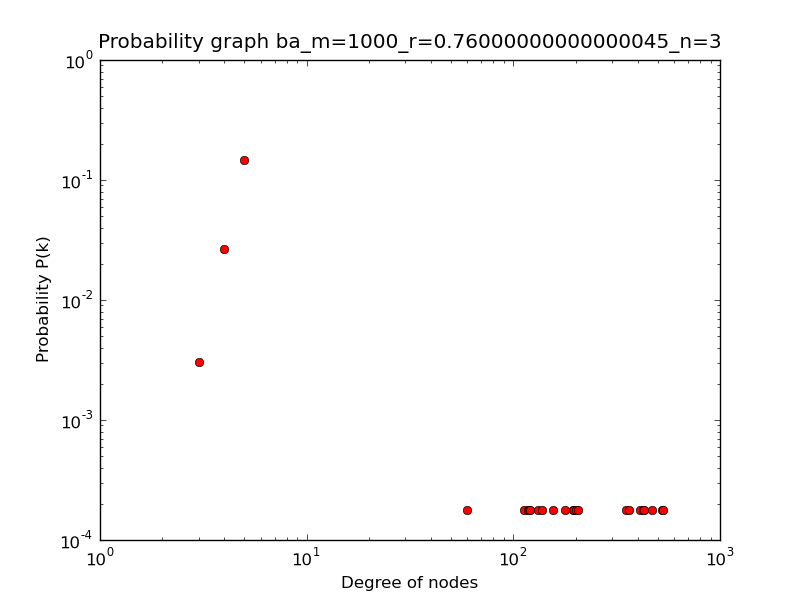 Probability graph ba_m=1000_r=0.76000000000000045_n=3
10^0
10^-1
10^-2
10^-3
10^-4
Probability P(k)
10^0 10^1 10^2 10^3
Degree of nodes